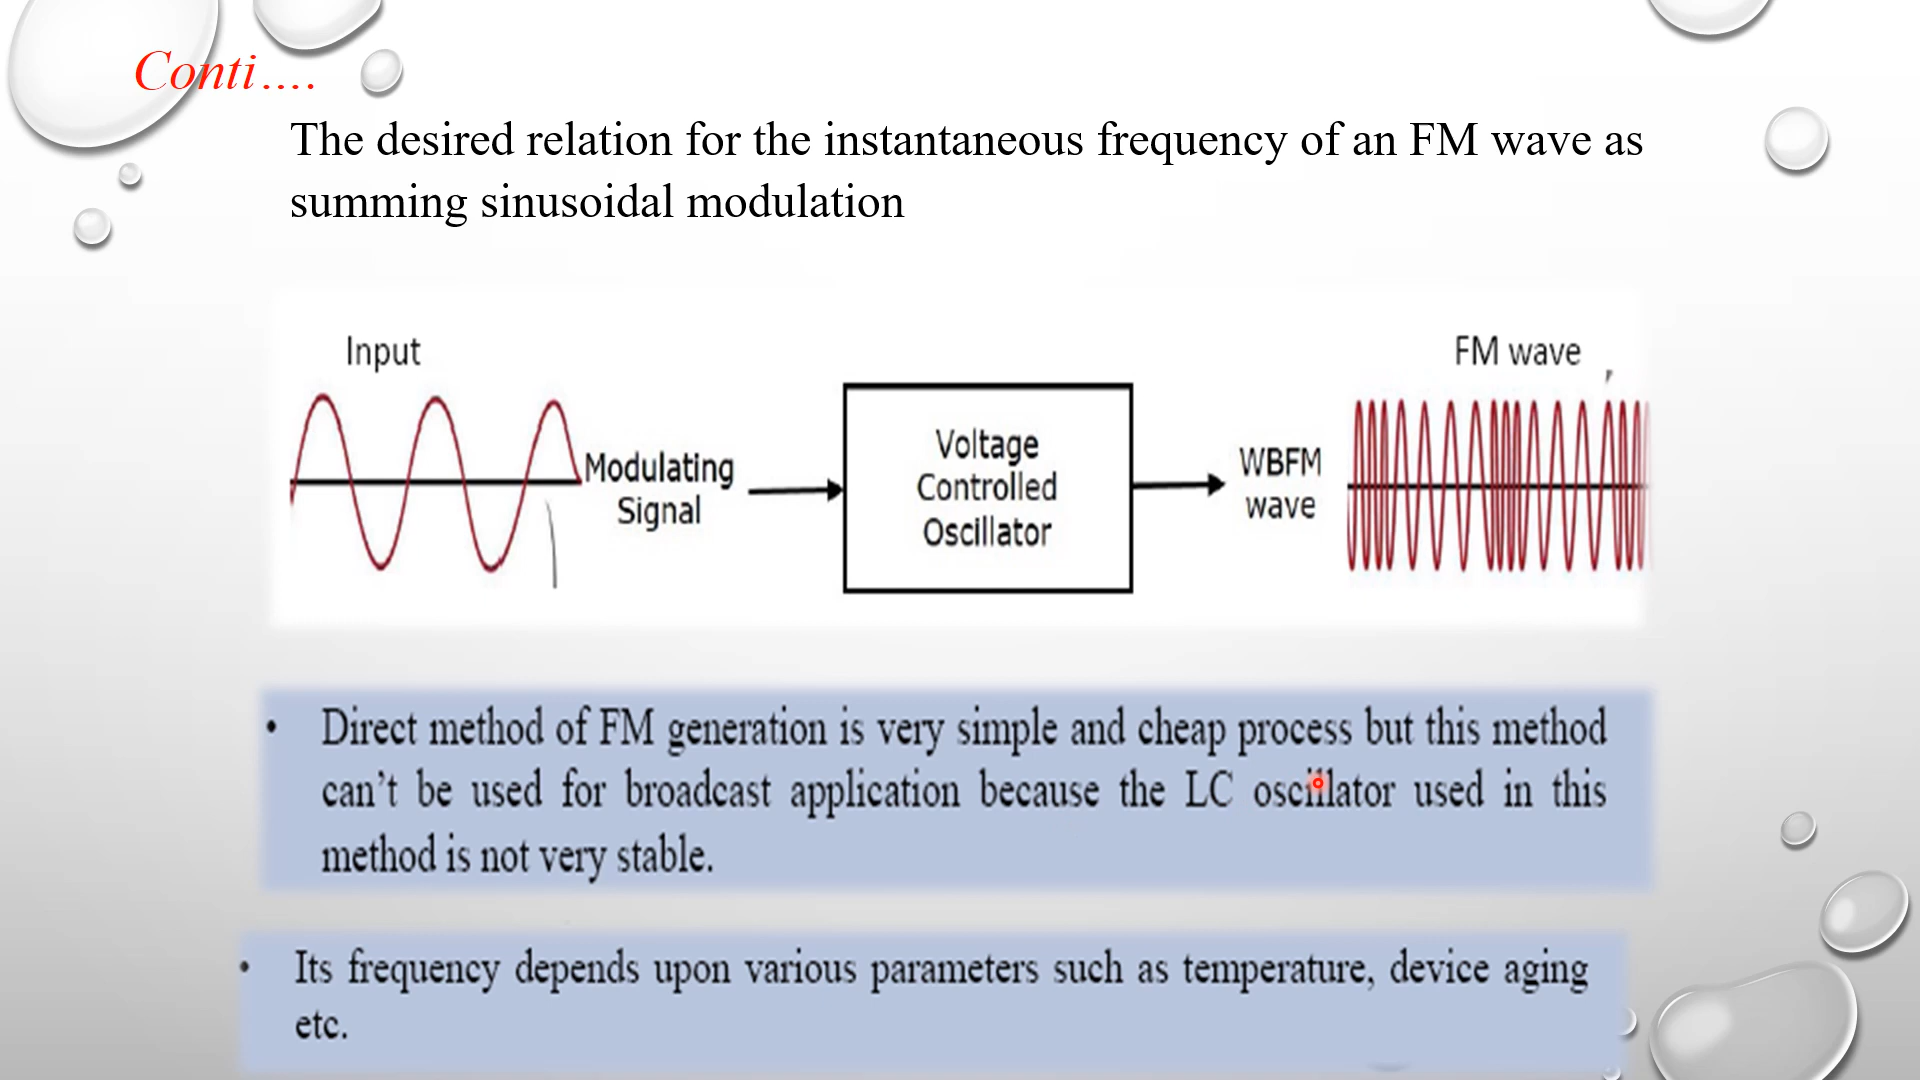 Conti....
The desired relation for the instantaneous frequency of an FM wave as
summing sinusoidal modulation
Input
FM wave
Modulating
Signal
Voltage
Controlled
Oscillator
WBFM
wave
• Direct method of FM generation is very simple and cheap process but this method
can't be used for broadcast application because the LC oscillator used in this
method is not very stable.
• Its frequency depends upon various parameters such as temperature, device aging
etc.